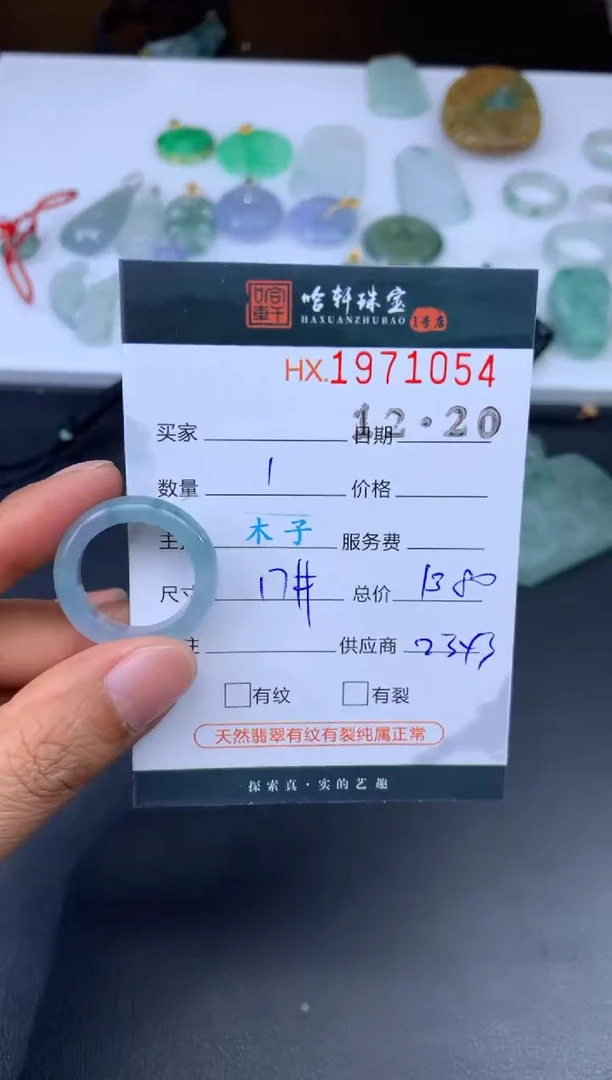 哈轩珠宝
HAXUANZHUBAO 1号店
HX.1971054
买家 日期 12·20
数量 1 价格
主 木子 服务费
尺寸 17# 总价 1380
注 供应商 2343
有纹 有裂
天然翡翠有纹有裂纯属正常
探索真·实的艺趣